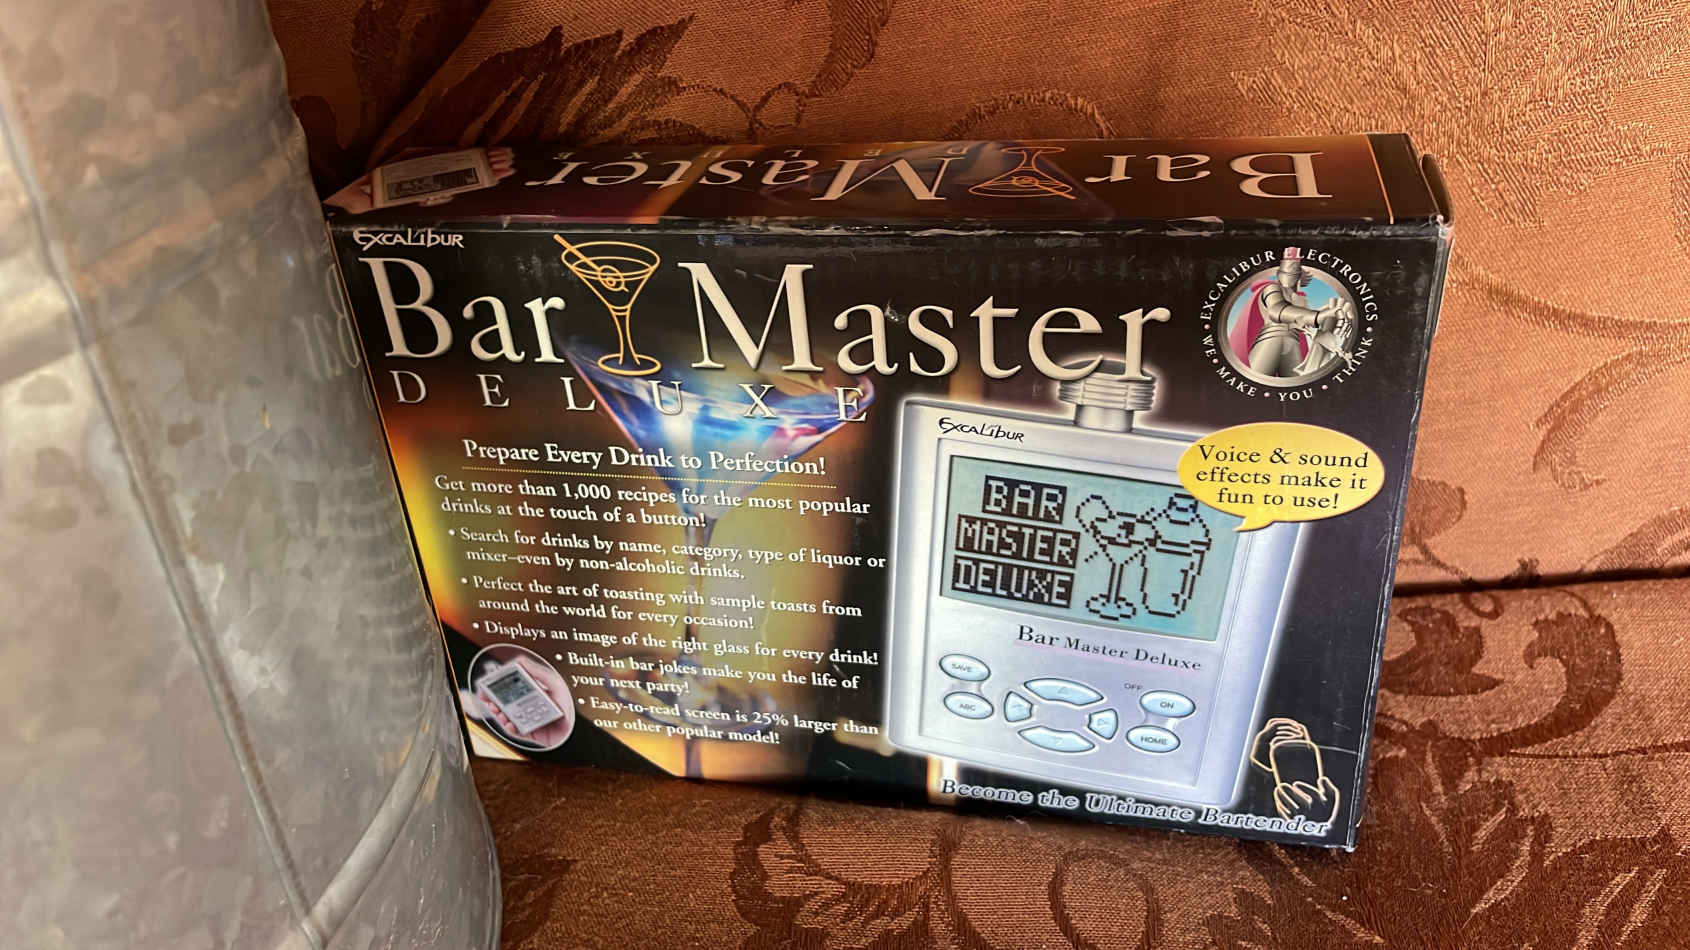 Bar Master
DELUXE
EXCALIBUR
Bar Master
DELUXE
EXCALIBUR ELECTRONICS
• WE • MAKE • YOU • THINK •
Prepare Every Drink to Perfection!
Get more than 1,000 recipes for the most popular
drinks at the touch of a button!
• Search for drinks by name, category, type of liquor or
mixer–even by non-alcoholic drinks.
• Perfect the art of toasting with sample toasts from
around the world for every occasion!
• Displays an image of the right glass for every drink!
• Built-in bar jokes make you the life of
your next party!
• Easy-to-read screen is 25% larger than
our other popular model!
EXCALIBUR
Voice & sound
effects make it
fun to use!
BAR
MASTER
DELUXE
Bar Master Deluxe
SAVE
OFF
ABC
ON
HOME
Become the Ultimate Bartender